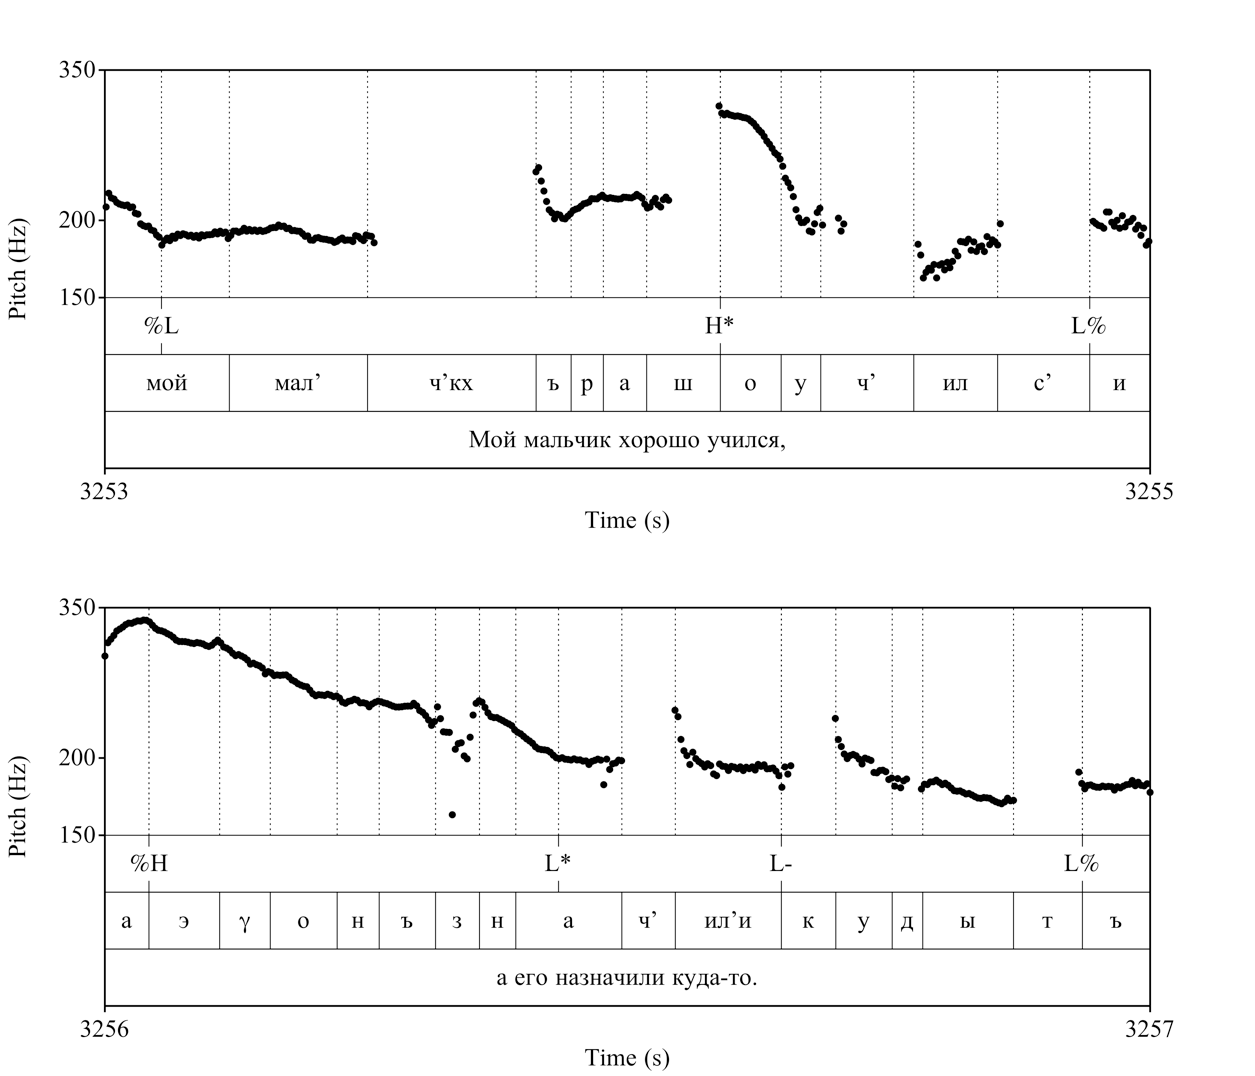 350
200
150
Pitch (Hz)
%L H* L%
мой мал’ ч’кх ъ р а ш о у ч’ ил с’ и
Мой мальчик хорошо учился,
3253 3255
Time (s)
350
200
150
Pitch (Hz)
%H L* L- L%
а э γ о н ъ з н а ч’ ил’и к у д ы т ъ
а его назначили куда-то.
3256 3257
Time (s)